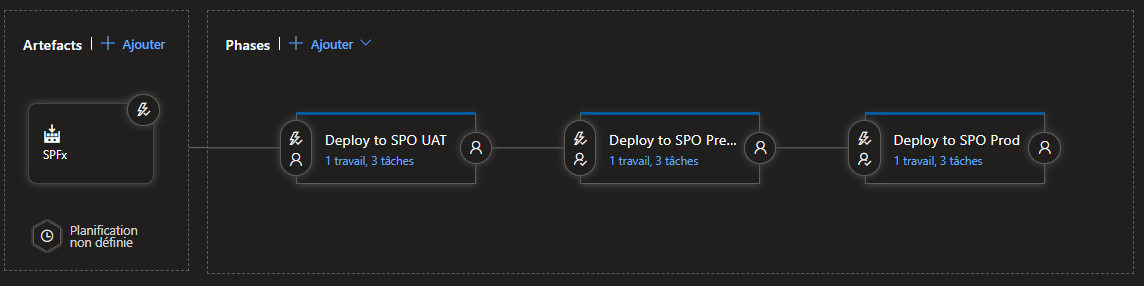 Artefacts | + Ajouter
Phases | + Ajouter
SPFx
Planification
non définie
Deploy to SPO UAT
1 travail, 3 tâches
Deploy to SPO Pre...
1 travail, 3 tâches
Deploy to SPO Prod
1 travail, 3 tâches